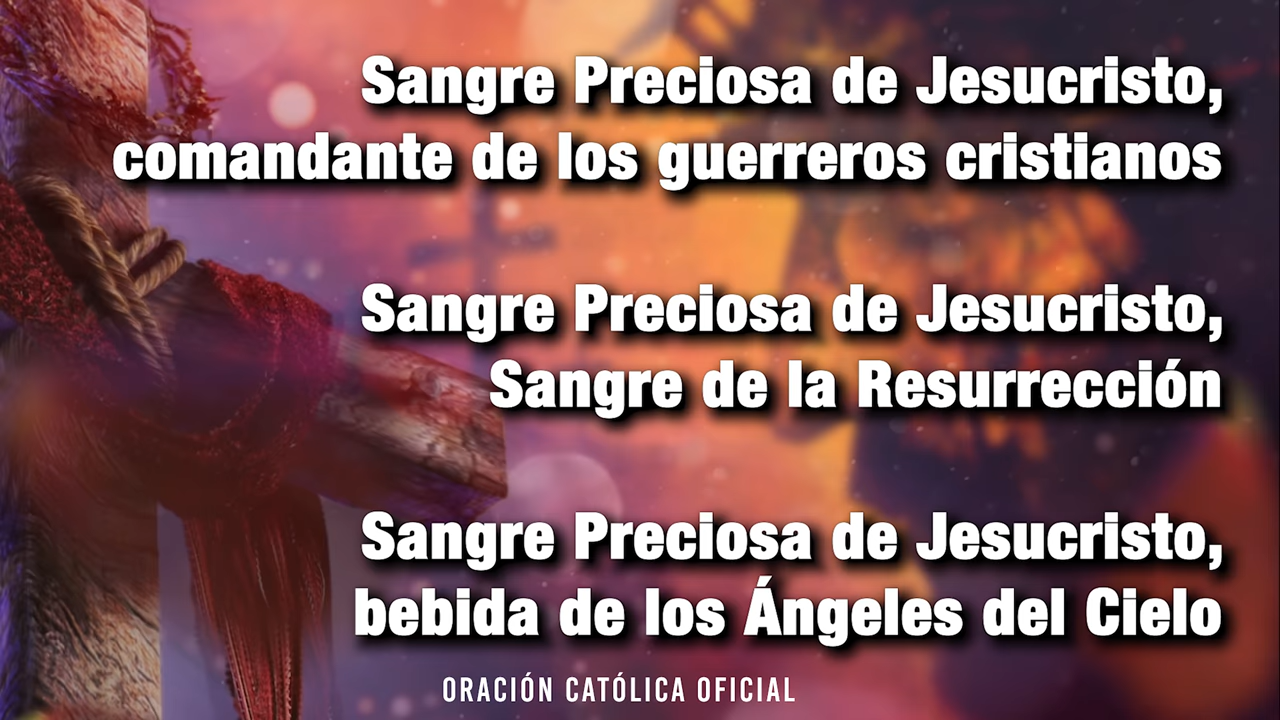 Sangre Preciosa de Jesucristo,
comandante de los guerreros cristianos
Sangre Preciosa de Jesucristo,
Sangre de la Resurrección
Sangre Preciosa de Jesucristo,
bebida de los Ángeles del Cielo
ORACIÓN CATÓLICA OFICIAL